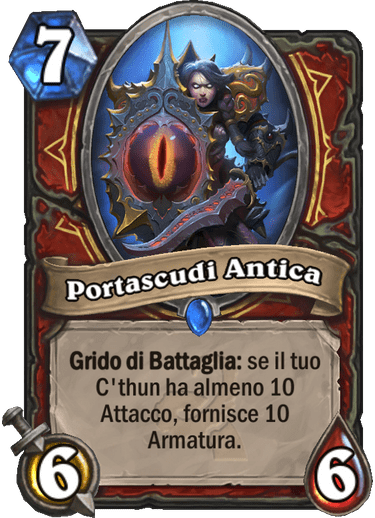 7
Portascudi Antica
Grido di Battaglia: se il tuo
C'thun ha almeno 10
Attacco, fornisce 10
Armatura.
6
6